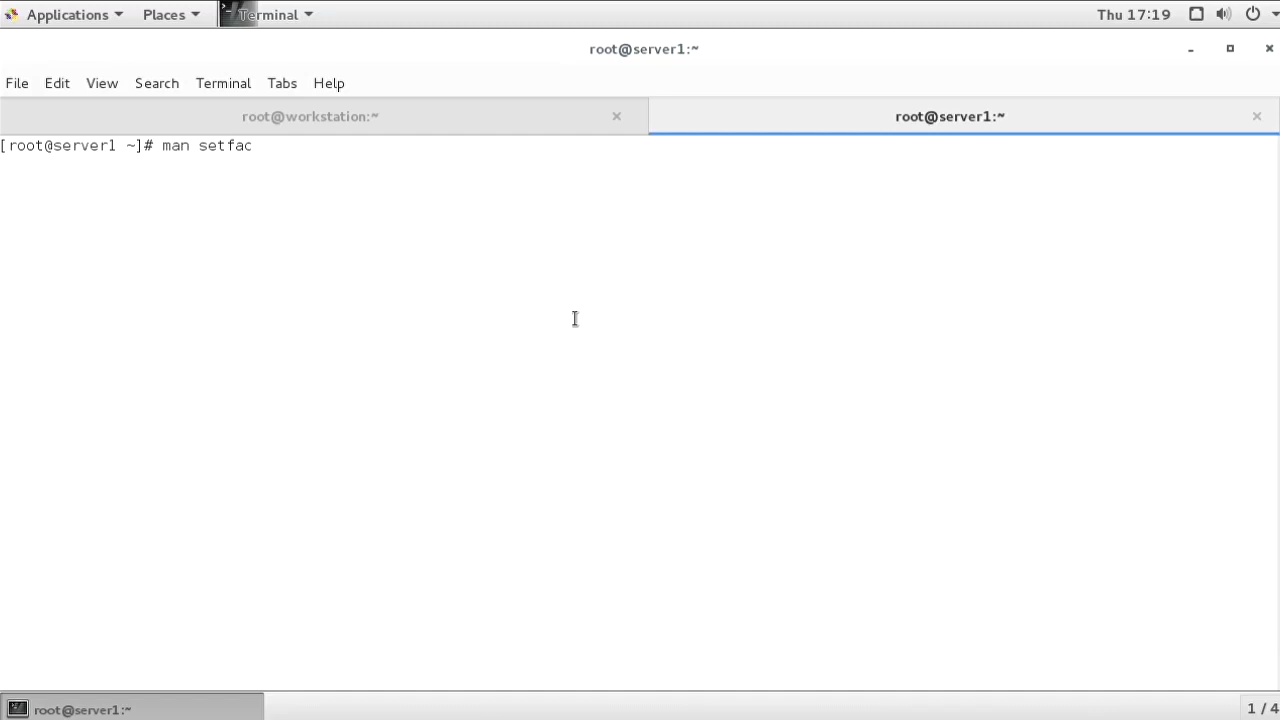 Applications Places Terminal Thu 17:19
root@server1:~
File Edit View Search Terminal Tabs Help
root@workstation:~ root@server1:~
[root@server1 ~]# man setfac
root@server1:~ 1 / 4